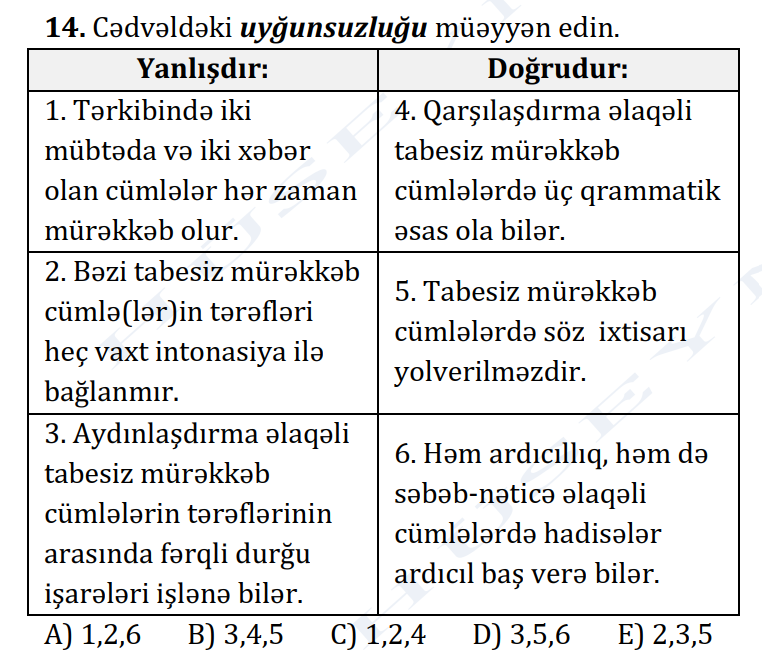 14. Cədvəldəki uyğunsuzluğu müəyyən edin.
Yanlışdır:
Doğrudur:
1. Tərkibində iki
mübtəda və iki xəbər
olan cümlələr hər zaman
mürəkkəb olur.
4. Qarşılaşdırma əlaqəli
tabesiz mürəkkəb
cümlələrdə üç qrammatik
əsas ola bilər.
2. Bəzi tabesiz mürəkkəb
cümlə(lər)in tərəfləri
heç vaxt intonasiya ilə
bağlanmır.
5. Tabesiz mürəkkəb
cümlələrdə söz ixtisarı
yolverilməzdir.
3. Aydınlaşdırma əlaqəli
tabesiz mürəkkəb
cümlələrin tərəflərinin
arasında fərqli durğu
işarələri işlənə bilər.
6. Həm ardıcıllıq, həm də
səbəb-nəticə əlaqəli
cümlələrdə hadisələr
ardıcıl baş verə bilər.
A) 1,2,6 B) 3,4,5 C) 1,2,4 D) 3,5,6 E) 2,3,5